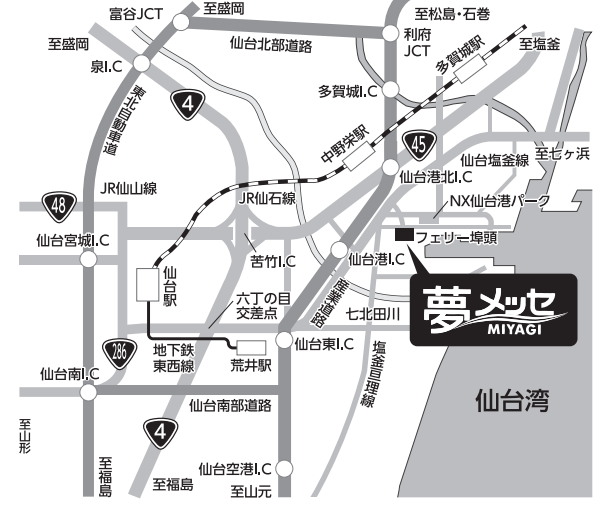 富谷JCT
至盛岡
至松島・石巻
至盛岡
仙台北部道路
利府
JCT
至塩釜
多賀城駅
泉I.C
多賀城I.C
4
東北自動車道
中野栄駅
45
仙台塩釜線
至七ヶ浜
仙台港北I.C
JR仙山線
JR仙石線
NX仙台港パーク
48
フェリー埠頭
仙台宮城I.C
苦竹I.C
仙台港I.C
仙台駅
六丁の目
交差点
産業道路
七北田川
夢メッセ
MIYAGI
286
地下鉄
東西線
荒井駅
仙台東I.C
塩釜亘理線
仙台南I.C
仙台南部道路
仙台湾
至山形
4
至福島
至福島
仙台空港I.C
至山元